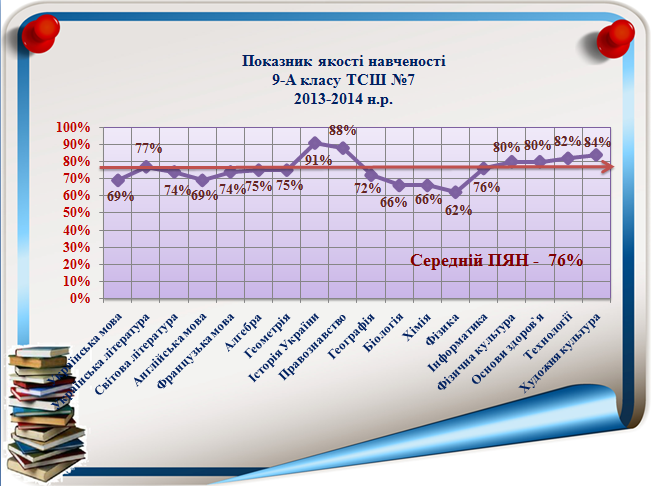 Показник якості навченості
9-А класу ТСШ №7
2013-2014 н.р.
100%
90%
80%
70%
60%
50%
40%
30%
20%
10%
0%
69%
77%
74%
69%
74%
75%
75%
91%
88%
72%
66%
66%
62%
76%
80%
80%
82%
84%
Середній ПЯН - 76%
Українська мова
Українська література
Світова література
Англійська мова
Французька мова
Алгебра
Геометрія
Історія України
Правознавство
Географія
Біологія
Хімія
Фізика
Інформатика
Фізична культура
Основи здоров'я
Технології
Художня культура